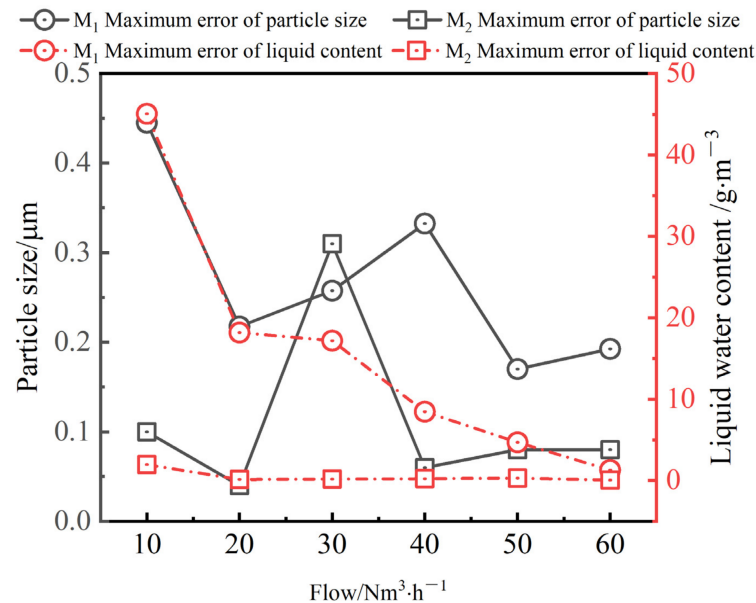 M₁ Maximum error of particle size M₂ Maximum error of particle size
M₁ Maximum error of liquid content M₂ Maximum error of liquid content
0.5 50
0.4 40
0.3 30
0.2 20
0.1 10
0.0 0
Particle size/μm
Liquid water content /g·m⁻³
10 20 30 40 50 60
Flow/Nm³·h⁻¹